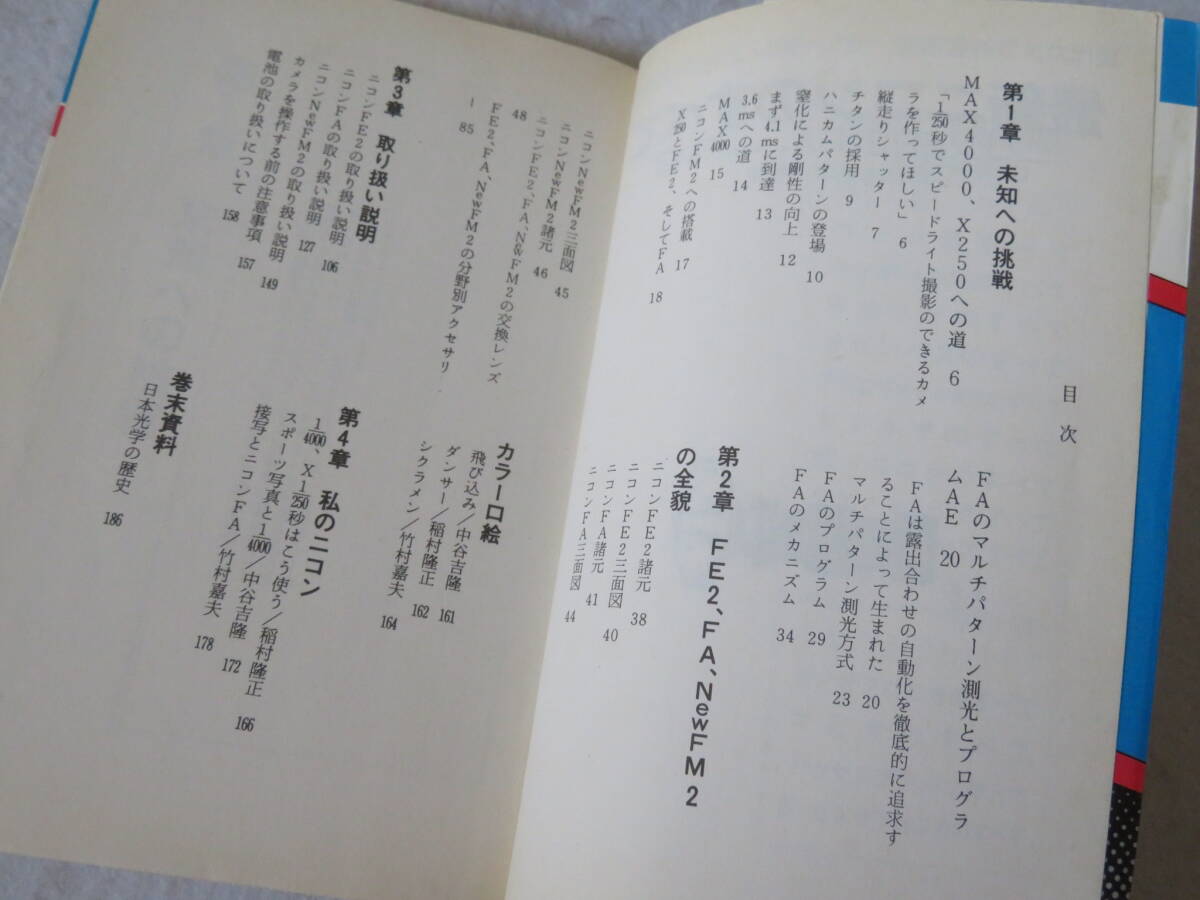 目次
第1章 未知への挑戦
MAX4000、X250への道 6
「1/250秒でスピードライト撮影のできるカメ
ラを作ってほしい」 6
縦走りシャッター 7
チタンの採用 9
ハニカムパターンの登場 10
窒化による剛性の向上 12
まず4.1msに到達 13
3.6msへの道 14
MAX4000 15
ニコンFM2への搭載 17
X250とFE2、そしてFA 18
FAのマルチパターン測光とプログラ
ムAE 20
FAは露出合わせの自動化を徹底的に追求す
ることによって生まれた 20
マルチパターン測光方式 23
FAのプログラム 29
FAのメカニズム 34
第2章 FE2、FA、NewFM2
の全貌
ニコンFE2諸元 38
ニコンFE2三面図 40
ニコンFA諸元 41
ニコンFA三面図 44
ニコンNewFM2三面図 45
ニコンNewFM2諸元 46
ニコンFE2、FA、NewFM2の交換レンズ
48
FE2、FA、NewFM2の分野別アクセサリ
ー 85
第3章 取り扱い説明
ニコンFE2の取り扱い説明 106
ニコンFAの取り扱い説明 127
ニコンNewFM2の取り扱い説明 149
カメラを操作する前の注意事項 157
電池の取り扱いについて 158
カラー口絵
飛び込み/中谷吉隆 161
ダンサー/稲村隆正 162
シクラメン/竹村嘉夫 164
第4章 私のニコン
1/4000、X1/250秒はこう使う/稲村隆正 166
スポーツ写真と1/4000/中谷吉隆 172
接写とニコンFA/竹村嘉夫 178
巻末資料
日本光学の歴史 186